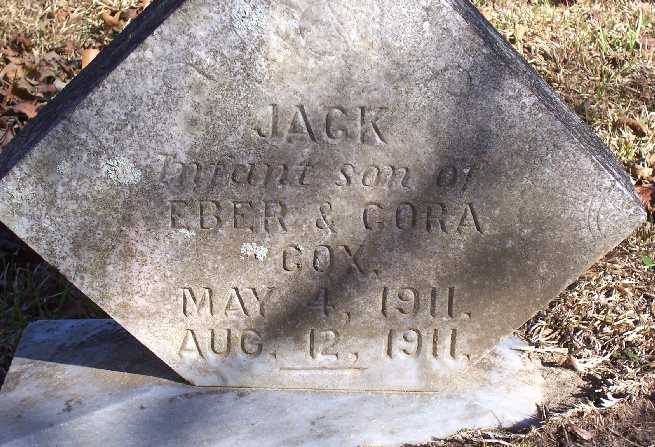 JACK
Infant son of
EBER & CORA
COX.
MAY 4, 1911.
AUG. 12, 1911.